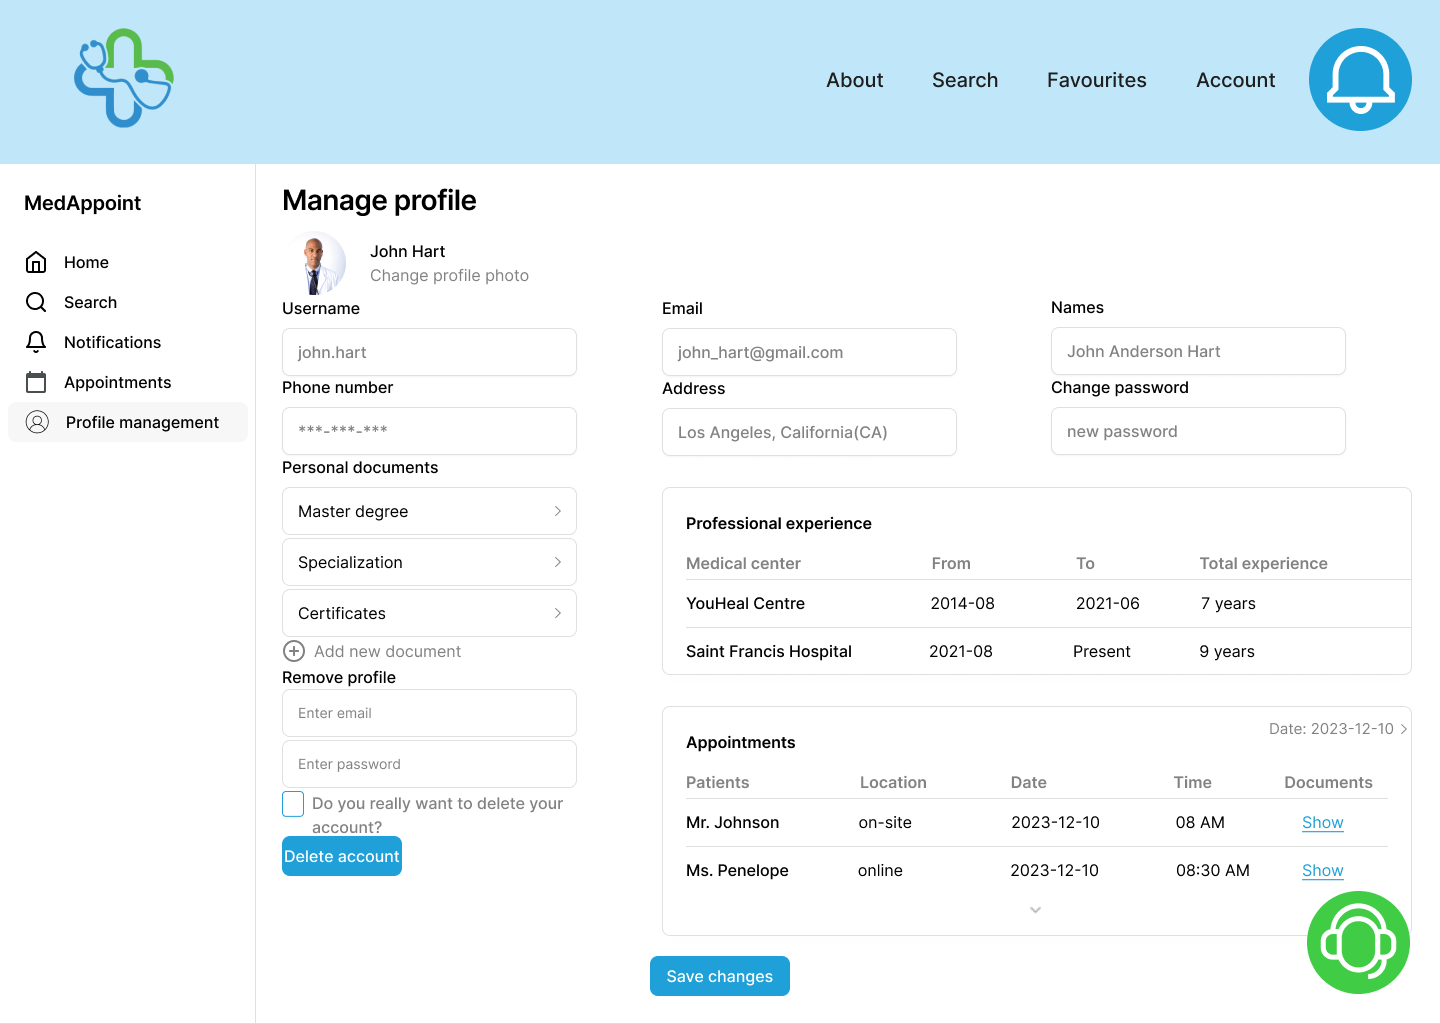 About Search Favourites Account
MedAppoint
Home
Search
Notifications
Appointments
Profile management
Manage profile
John Hart
Change profile photo
Username
john.hart
Email
john_hart@gmail.com
Names
John Anderson Hart
Phone number
***-***-***
Address
Los Angeles, California(CA)
Change password
new password
Personal documents
Master degree
Specialization
Certificates
Add new document
Remove profile
Enter email
Enter password
Do you really want to delete your
account?
Delete account
Professional experience
Medical center From To Total experience
YouHeal Centre 2014-08 2021-06 7 years
Saint Francis Hospital 2021-08 Present 9 years
Date: 2023-12-10
Appointments
Patients Location Date Time Documents
Mr. Johnson on-site 2023-12-10 08 AM Show
Ms. Penelope online 2023-12-10 08:30 AM Show
Save changes